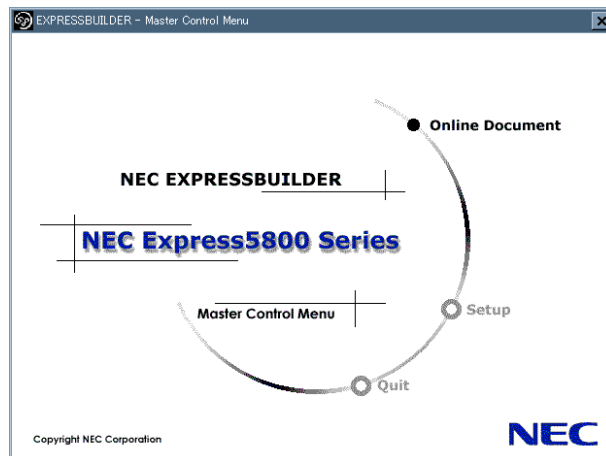 EXPRESSBUILDER - Master Control Menu
Online Document
NEC EXPRESSBUILDER
NEC Express5800 Series
Master Control Menu
Setup
Quit
Copyright NEC Corporation
NEC